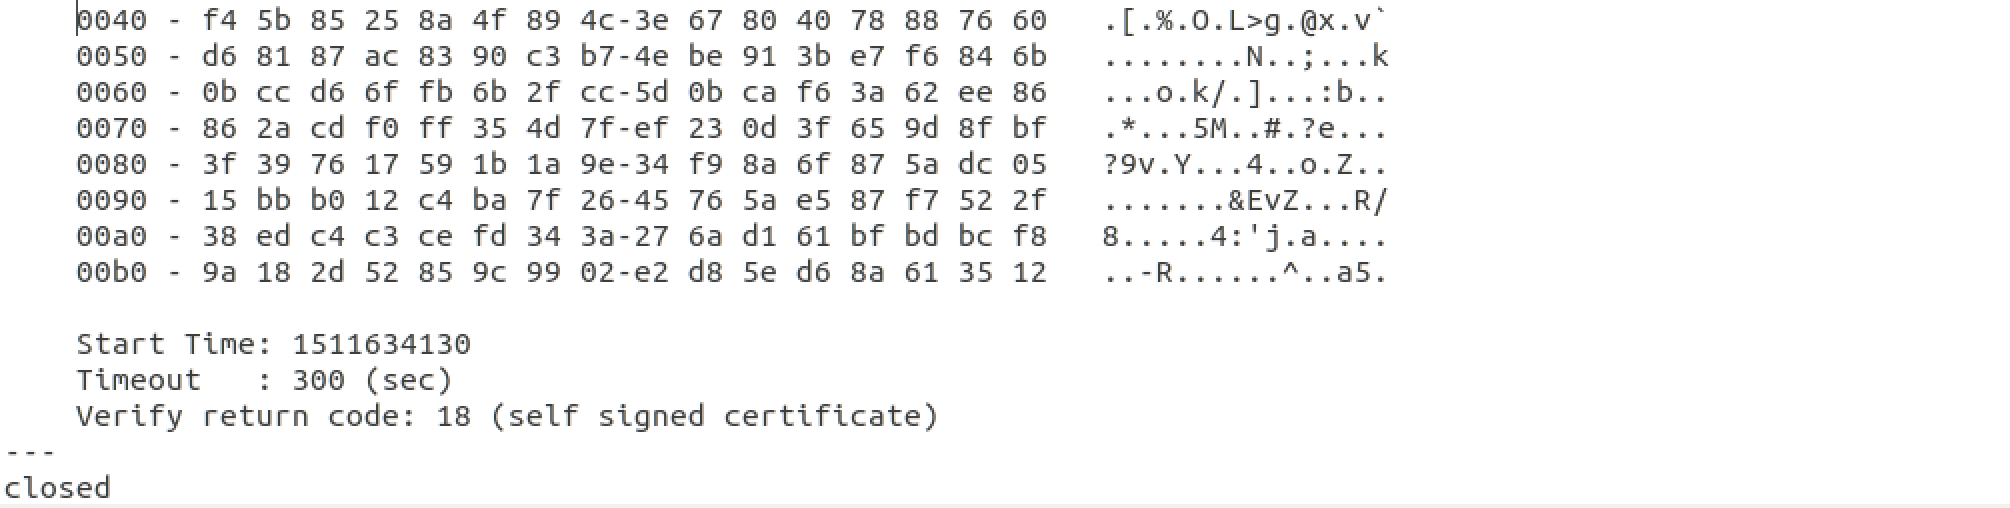 0040 - f4 5b 85 25 8a 4f 89 4c-3e 67 80 40 78 88 76 60   .[.%.O.L>g.@x.v`
0050 - d6 81 87 ac 83 90 c3 b7-4e be 91 3b e7 f6 84 6b   ........N..;...k
0060 - 0b cc d6 6f fb 6b 2f cc-5d 0b ca f6 3a 62 ee 86   ...o.k/.]...:b..
0070 - 86 2a cd f0 ff 35 4d 7f-ef 23 0d 3f 65 9d 8f bf   .*...5M..#.?e...
0080 - 3f 39 76 17 59 1b 1a 9e-34 f9 8a 6f 87 5a dc 05   ?9v.Y...4..o.Z..
0090 - 15 bb b0 12 c4 ba 7f 26-45 76 5a e5 87 f7 52 2f   .......&EvZ...R/
00a0 - 38 ed c4 c3 ce fd 34 3a-27 6a d1 61 bf bd bc f8   8.....4:'j.a....
00b0 - 9a 18 2d 52 85 9c 99 02-e2 d8 5e d6 8a 61 35 12   ..-R......^..a5.
Start Time: 1511634130
Timeout   : 300 (sec)
Verify return code: 18 (self signed certificate)
---
closed